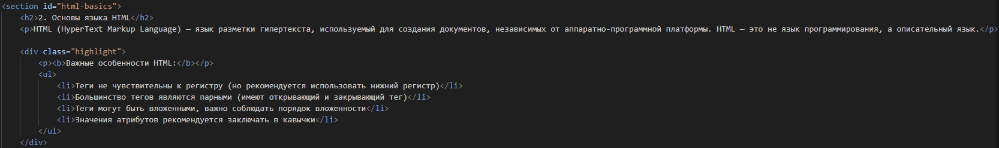 <section id="html-basics">
<h2>2. Основы языка HTML</h2>
<p>HTML (HyperText Markup Language) — язык разметки гипертекста, используемый для создания документов, независимых от аппаратно-программной платформы. HTML — это не язык программирования, а описательный язык.</p>
<div class="highlight">
<p><b>Важные особенности HTML:</b></p>
<ul>
<li>Теги не чувствительны к регистру (но рекомендуется использовать нижний регистр)</li>
<li>Большинство тегов являются парными (имеют открывающий и закрывающий тег)</li>
<li>Теги могут быть вложенными, важно соблюдать порядок вложенности</li>
<li>Значения атрибутов рекомендуется заключать в кавычки</li>
</ul>
</div>